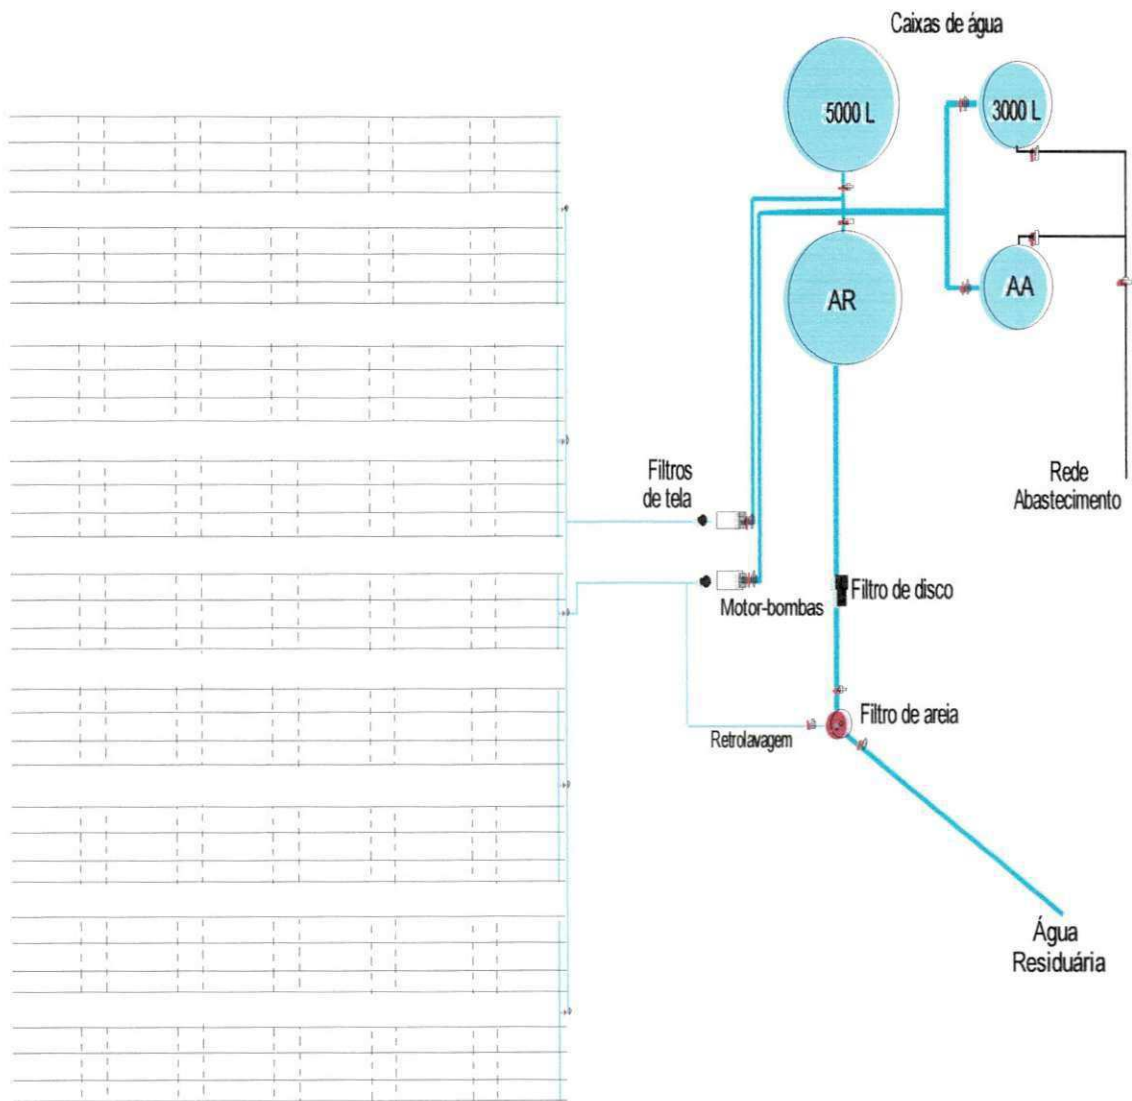 Caixas de água
5000 L
3000 L
AR
AA
Filtros
de tela
Rede
Abastecimento
Motor-bombas
Filtro de disco
Filtro de areia
Retrolavagem
Água
Residuária